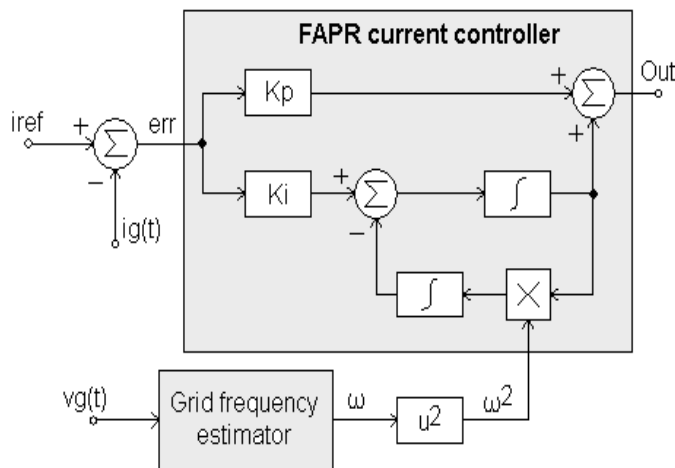 FAPR current controller
Kp
+
Σ
Out
+
iref
+
Σ
err
−
ig(t)
Ki
+
Σ
−
∫
∫
×
vg(t)
Grid frequency
estimator
ω
u²
ω²